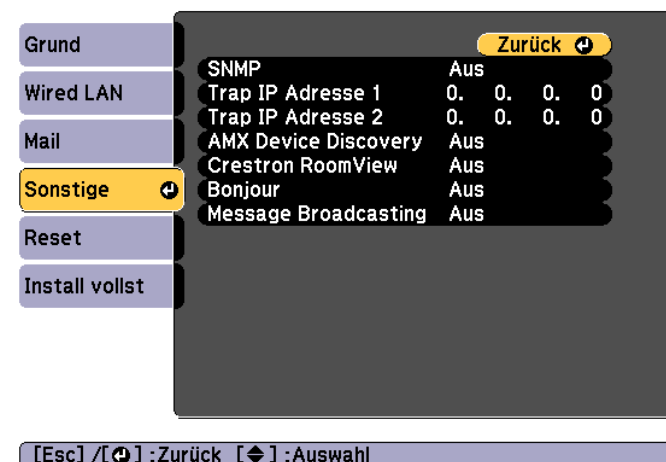 Grund
Wired LAN
Mail
Sonstige
Reset
Install vollst
Zurück
SNMP Aus
Trap IP Adresse 1 0. 0. 0. 0
Trap IP Adresse 2 0. 0. 0. 0
AMX Device Discovery Aus
Crestron RoomView Aus
Bonjour Aus
Message Broadcasting Aus
[Esc] /[⏎] :Zurück [◆] :Auswahl